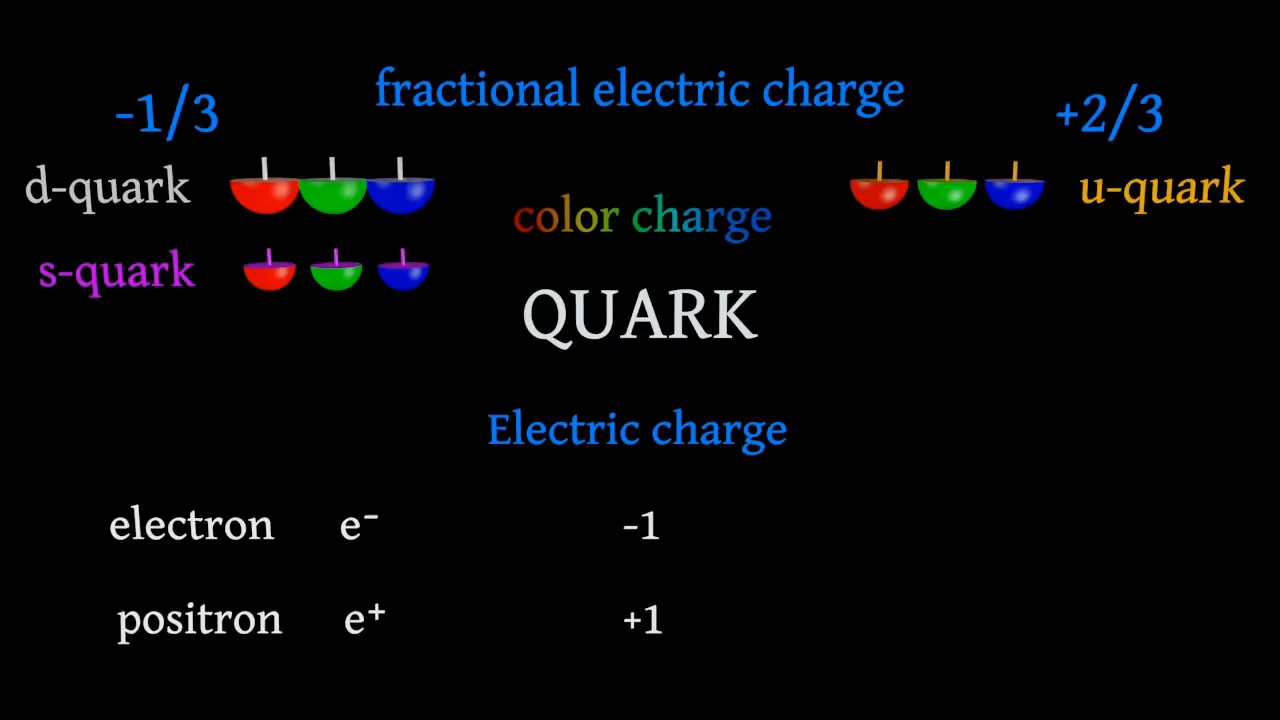 fractional electric charge
-1/3
+2/3
d-quark
u-quark
color charge
s-quark
QUARK
Electric charge
electron e⁻ -1
positron e⁺ +1